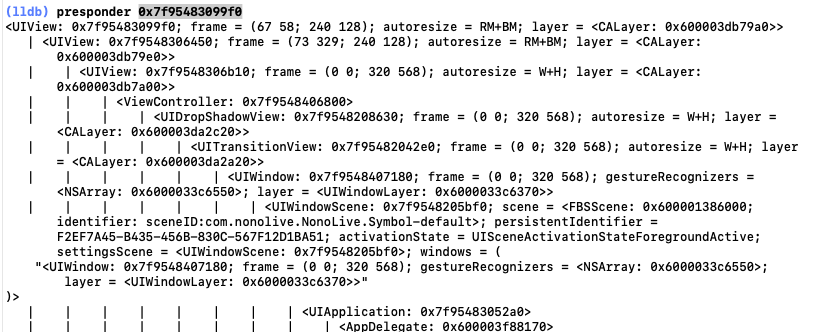 (lldb) presponder 0x7f95483099f0
<UIView: 0x7f95483099f0; frame = (67 58; 240 128); autoresize = RM+BM; layer = <CALayer: 0x600003db79a0>>
| <UIView: 0x7f9548306450; frame = (73 329; 240 128); autoresize = RM+BM; layer = <CALayer:
0x600003db79e0>>
| | <UIView: 0x7f9548306b10; frame = (0 0; 320 568); autoresize = W+H; layer = <CALayer:
0x600003db7a00>>
| | | <ViewController: 0x7f9548406800>
| | | | <UIDropShadowView: 0x7f9548208630; frame = (0 0; 320 568); autoresize = W+H; layer =
<CALayer: 0x600003da2c20>>
| | | | | <UITransitionView: 0x7f95482042e0; frame = (0 0; 320 568); autoresize = W+H; layer
= <CALayer: 0x600003da2a20>>
| | | | | | <UIWindow: 0x7f9548407180; frame = (0 0; 320 568); gestureRecognizers =
<NSArray: 0x6000033c6550>; layer = <UIWindowLayer: 0x6000033c6370>>
| | | | | | | <UIWindowScene: 0x7f9548205bf0; scene = <FBSScene: 0x600001386000;
identifier: sceneID:com.nonolive.NonoLive.Symbol-default>; persistentIdentifier =
F2EF7A45-B435-456B-830C-567F12D1BA51; activationState = UISceneActivationStateForegroundActive;
settingsScene = <UIWindowScene: 0x7f9548205bf0>; windows = (
"<UIWindow: 0x7f9548407180; frame = (0 0; 320 568); gestureRecognizers = <NSArray: 0x6000033c6550>;
layer = <UIWindowLayer: 0x6000033c6370>>"
)>
| | | | | | | | <UIApplication: 0x7f95483052a0>
| | | | | | | | | <AppDelegate: 0x600003f88170>